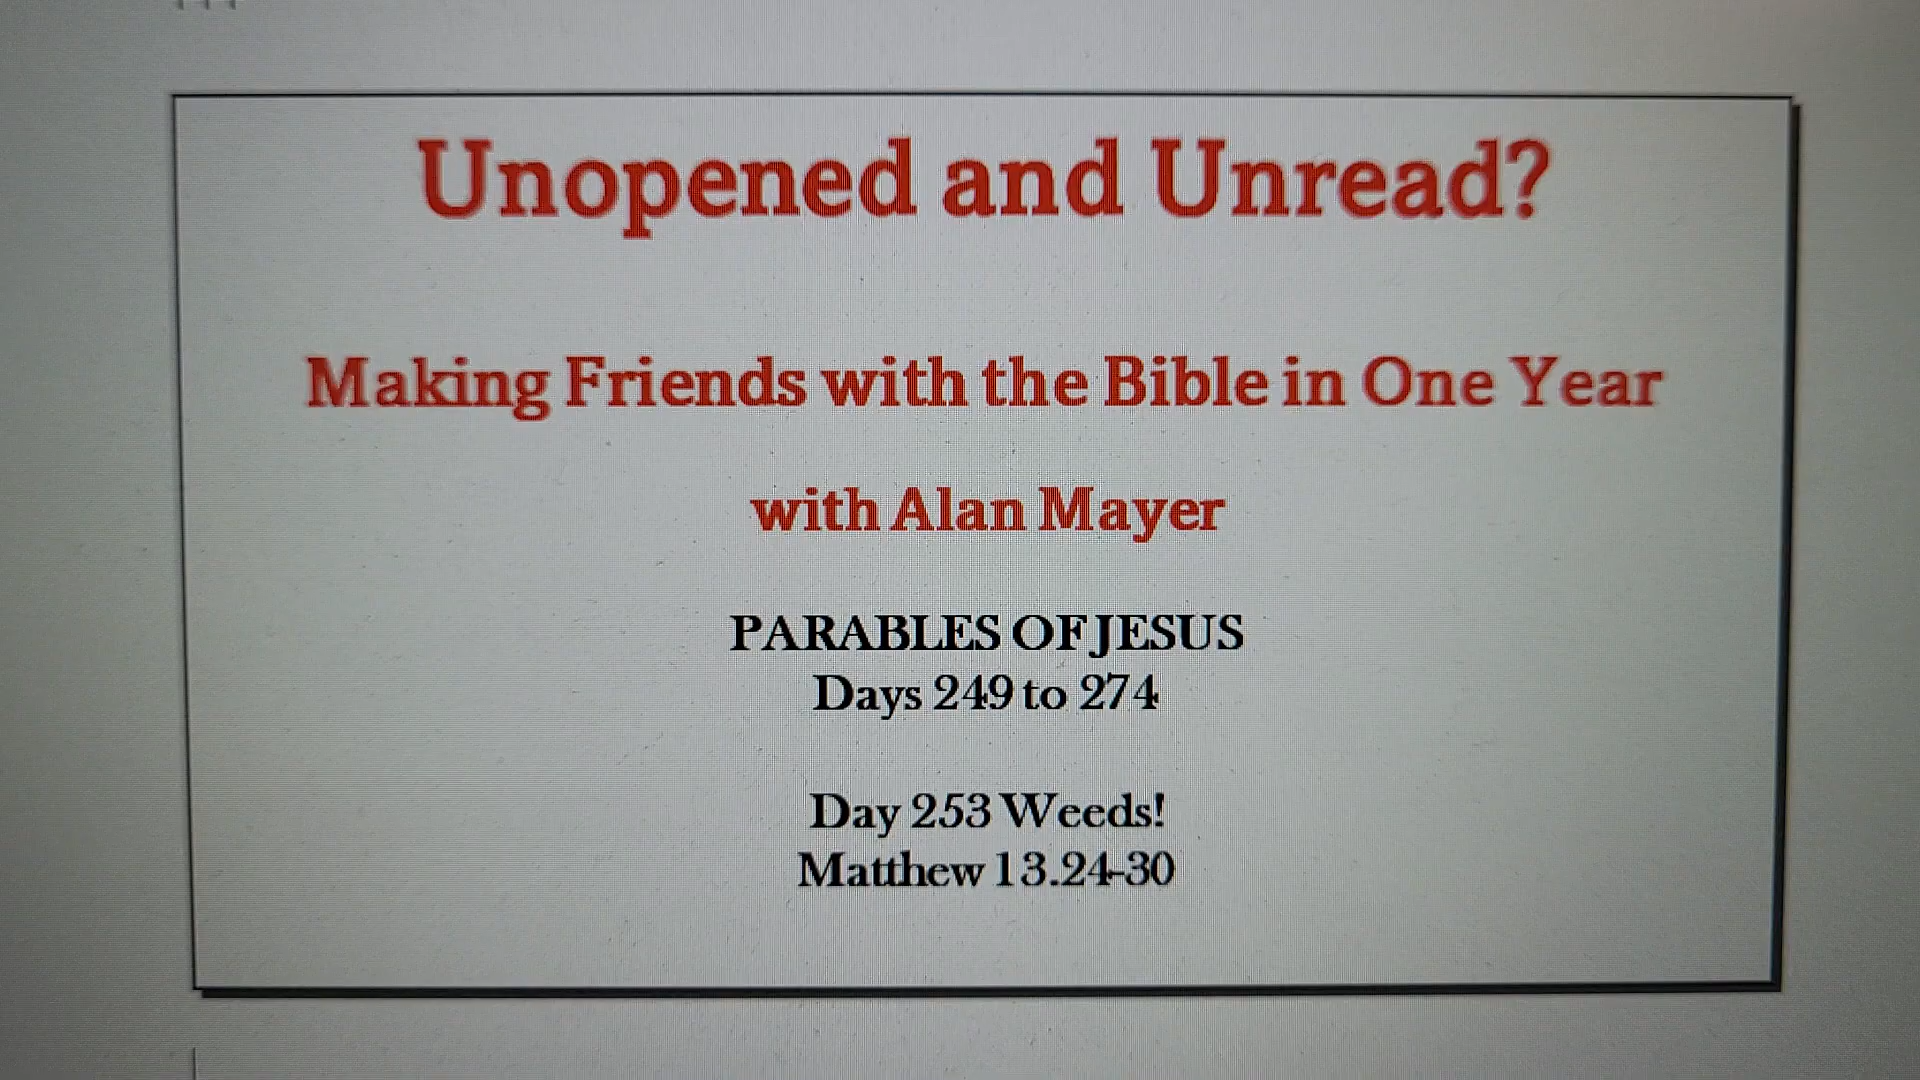 Unopened and Unread?
Making Friends with the Bible in One Year
with Alan Mayer
PARABLES OF JESUS
Days 249 to 274
Day 253 Weeds!
Matthew 13.24-30